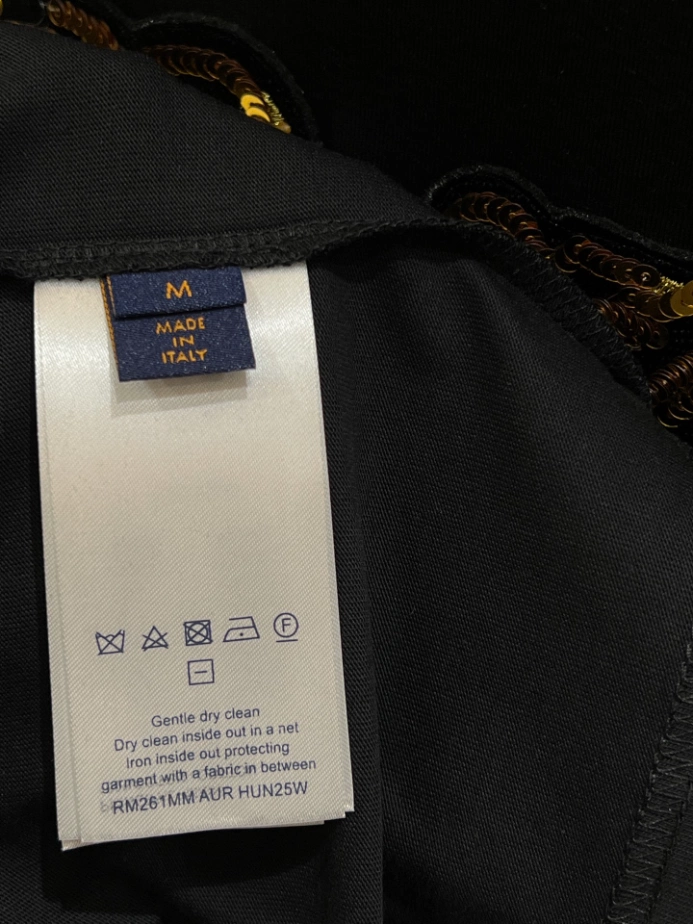 M
MADE
IN
ITALY
F
Gentle dry clean
Dry clean inside out in a net
Iron inside out protecting
garment with a fabric in between
RM261MM AUR HUN25W